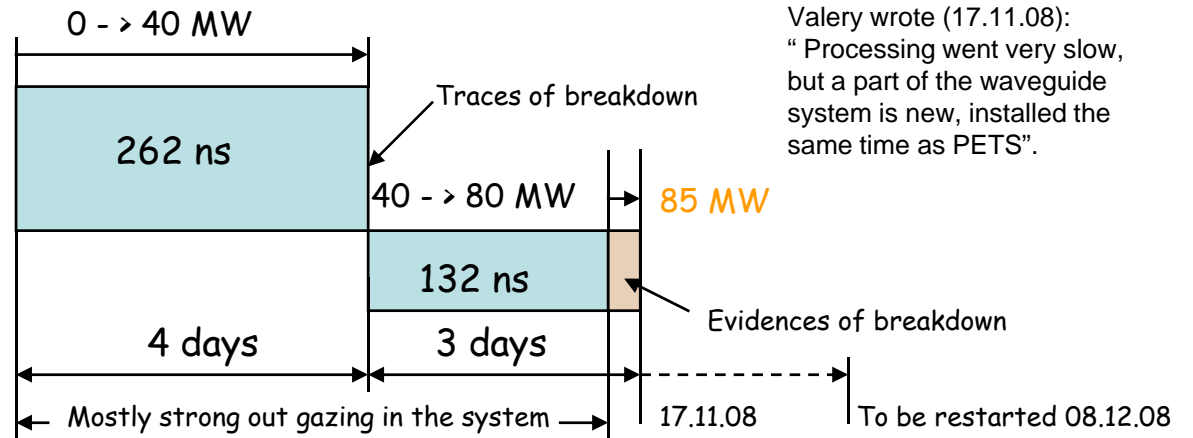 0 - > 40 MW
Valery wrote (17.11.08):
“ Processing went very slow,
but a part of the waveguide
system is new, installed the
same time as PETS”.
Traces of breakdown
262 ns
40 - > 80 MW
85 MW
132 ns
Evidences of breakdown
4 days
3 days
Mostly strong out gazing in the system
17.11.08
To be restarted 08.12.08